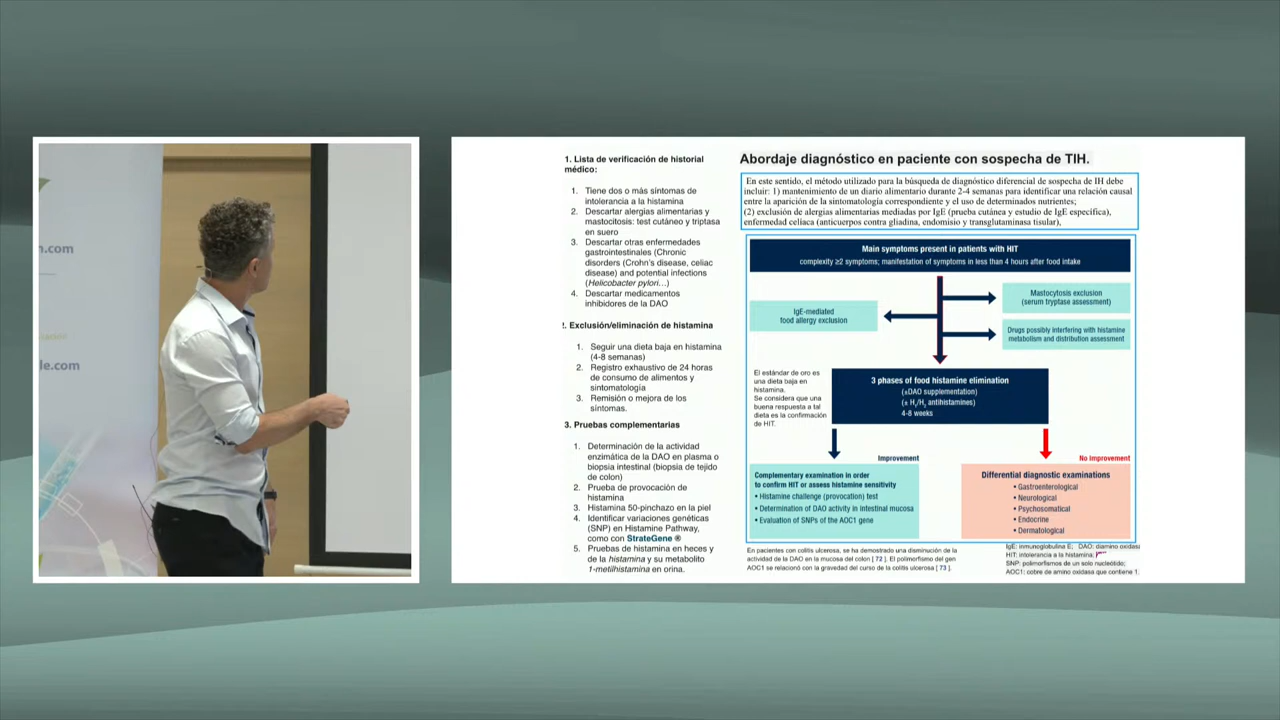 n.com
le.com
1. Lista de verificación de historial
médico:
1. Tiene dos o más síntomas de
intolerancia a la histamina
2. Descartar alergias alimentarias y
mastocitosis: test cutáneo y triptasa
en suero
3. Descartar otras enfermedades
gastrointestinales (Chronic
disorders (Crohn's disease, celiac
disease) and potential infections
(Helicobacter pylori...)
4. Descartar medicamentos
inhibidores de la DAO
. Exclusión/eliminación de histamina
1. Seguir una dieta baja en histamina
(4-8 semanas)
2. Registro exhaustivo de 24 horas
de consumo de alimentos y
sintomatología
3. Remisión o mejora de los
síntomas.
3. Pruebas complementarias
1. Determinación de la actividad
enzimática de la DAO en plasma o
biopsia intestinal (biopsia de tejido
de colon)
2. Prueba de provocación de
histamina
3. Histamina 50-pinchazo en la piel
4. Identificar variaciones genéticas
(SNP) en Histamine Pathway,
como con StrateGene ®
5. Pruebas de histamina en heces y
de la histamina y su metabolito
1-metilhistamina en orina.
Abordaje diagnóstico en paciente con sospecha de TIH.
En este sentido, el método utilizado para la búsqueda de diagnóstico diferencial de sospecha de IH debe
incluir: 1) mantenimiento de un diario alimentario durante 2-4 semanas para identificar una relación causal
entre la aparición de la sintomatología correspondiente y el uso de determinados nutrientes;
(2) exclusión de alergias alimentarias mediadas por IgE (prueba cutánea y estudio de IgE específica),
enfermedad celiaca (anticuerpos contra gliadina, endomisio y transglutaminasa tisular),
Main symptoms present in patients with HIT
complexity ≥2 symptoms; manifestation of symptoms in less than 4 hours after food intake
IgE-mediated
food allergy exclusion
Mastocytosis exclusion
(serum tryptase assessment)
Drugs possibly interfering with histamine
metabolism and distribution assessment
El estándar de oro es
una dieta baja en
histamina.
Se considera que una
buena respuesta a tal
dieta es la confirmación
de HIT.
3 phases of food histamine elimination
(±DAO supplementation)
(± H₁/H₂ antihistamines)
4-8 weeks
Improvement
No Improvement
Complementary examination in order
to confirm HIT or assess histamine sensitivity
• Histamine challenge (provocation) test
• Determination of DAO activity in intestinal mucosa
• Evaluation of SNPs of the AOC1 gene
Differential diagnostic examinations
• Gastroenterological
• Neurological
• Psychosomatical
• Endocrine
• Dermatological
En pacientes con colitis ulcerosa, se ha demostrado una disminución de la
actividad de la DAO en la mucosa del colon [ 72 ]. El polimorfismo del gen
AOC1 se relacionó con la gravedad del curso de la colitis ulcerosa [ 73 ].
IgE: inmunoglobulina E; DAO: diamino oxidasa
HIT: intolerancia a la histamina;
SNP: polimorfismos de un solo nucleótido;
AOC1: cobre de amino oxidasa que contiene 1.